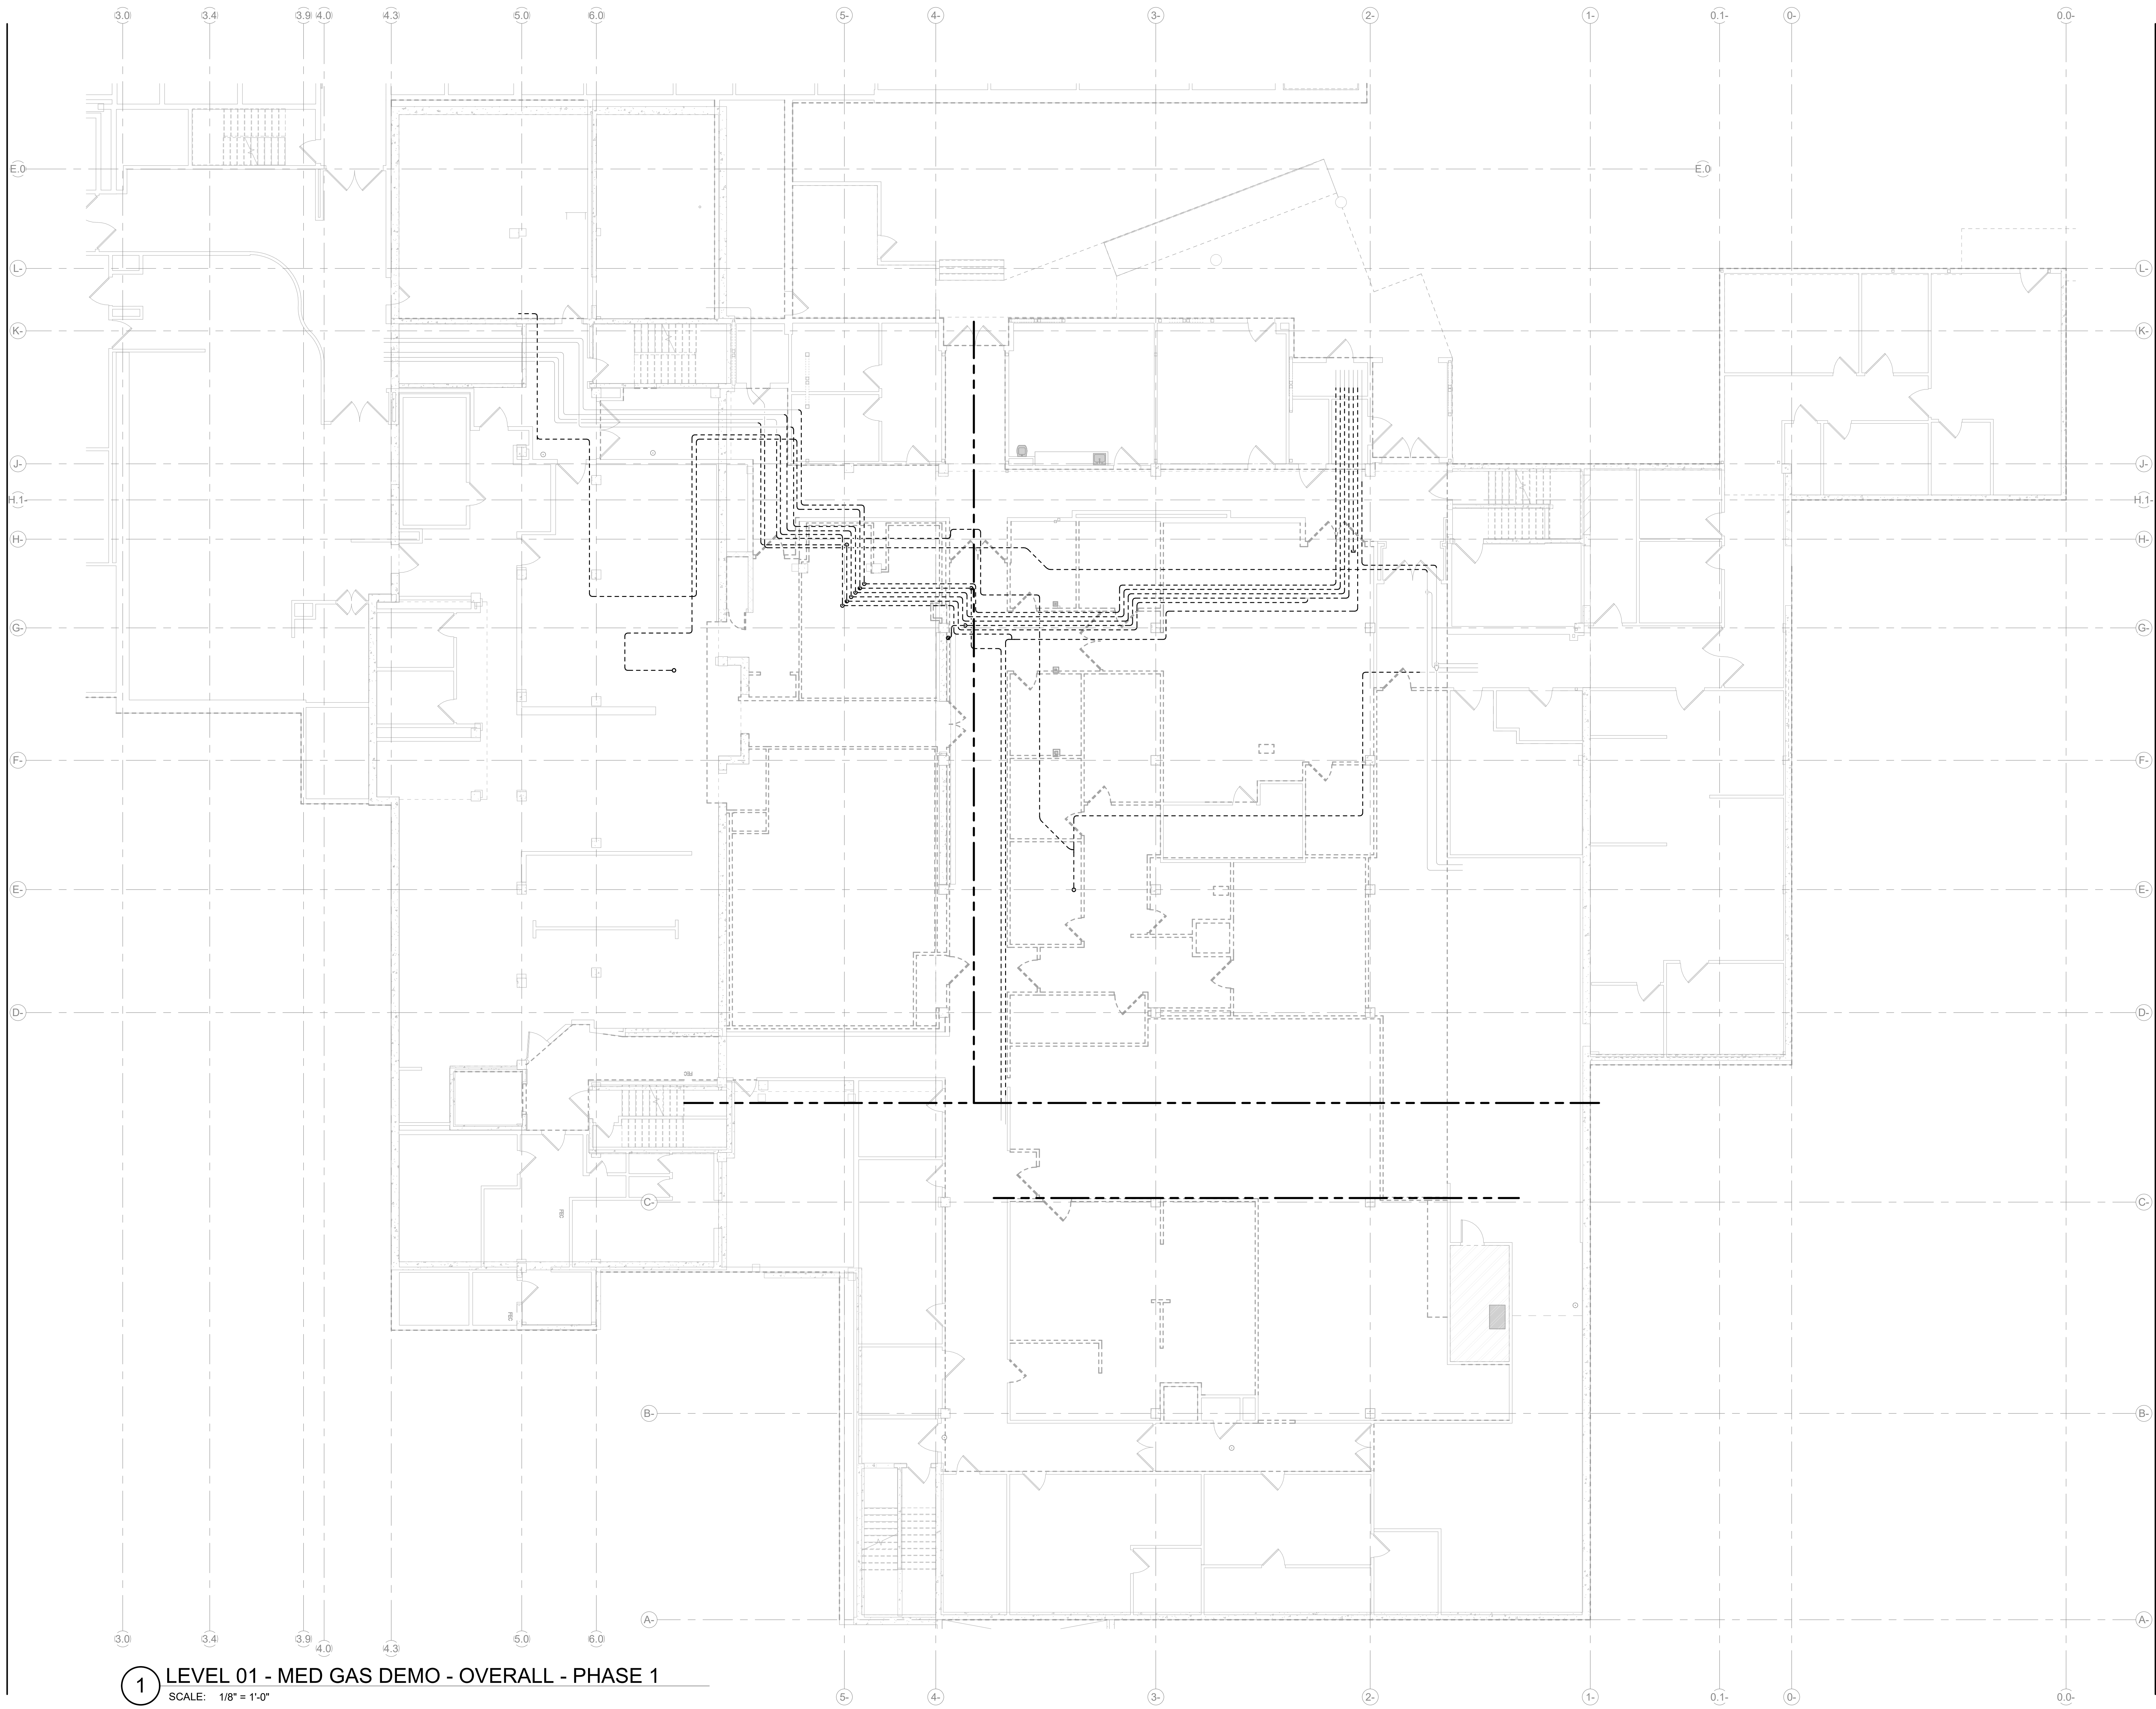 3.0 3.4 3.9 4.0 4.3 5.0 6.0 5- 4- 3- 2- 1- 0.1- 0- 0.0-
E.0 E.0
L- L-
K- K-
J- J-
H.1- H.1-
H- H-
G- G-
F- F-
E- E-
D- D-
REG
C- C-
REG
REG
B- B-
A- A-
3.0 3.4 3.9 4.0 4.3 5.0 6.0
1 LEVEL 01 - MED GAS DEMO - OVERALL - PHASE 1
SCALE: 1/8" = 1'-0"
5- 4- 3- 2- 1- 0.1- 0- 0.0-